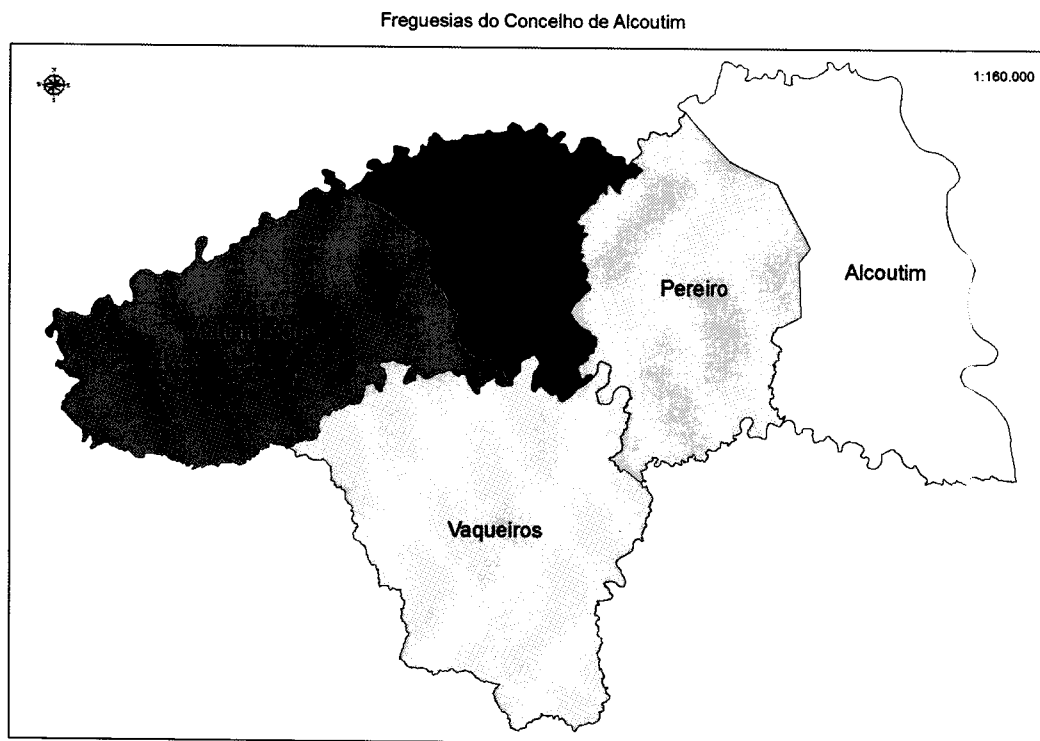 Freguesias do Concelho de Alcoutim
1:160.000
Pereiro
Alcoutim
Vaqueiros